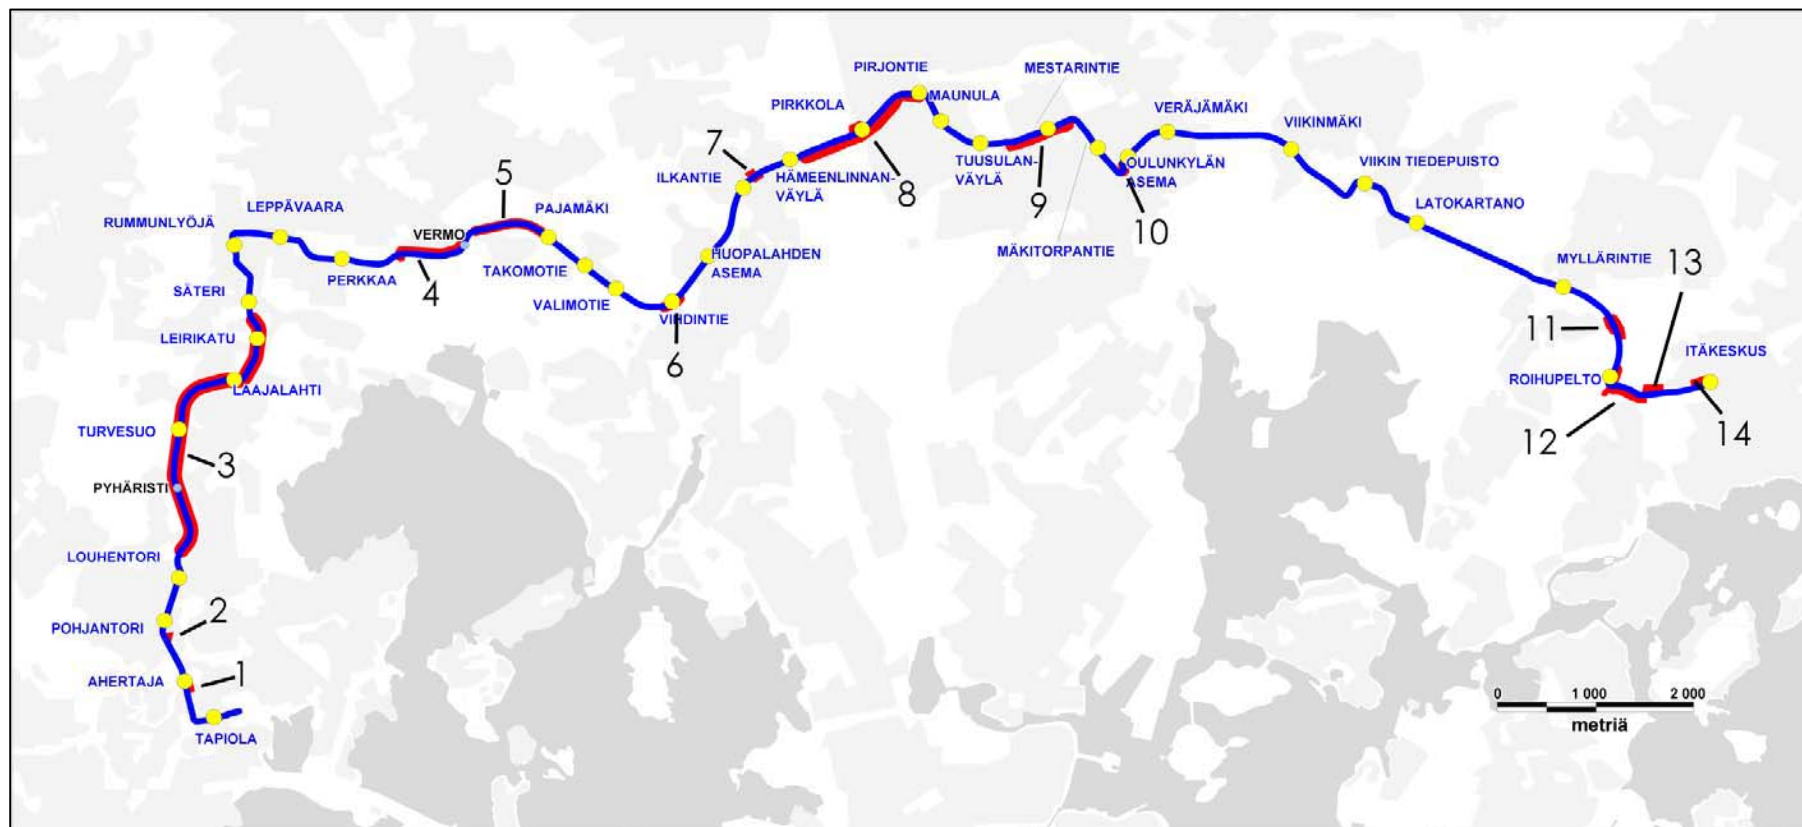 PIRJONTIE
MESTARINTIE
MAUNULA
PIRKKOLA
VERÄJÄMÄKI
VIIKINMÄKI
7
5
ILKANTIE
HÄMEENLINNAN-
VÄYLÄ
8
TUUSULAN-
VÄYLÄ
9
OULUNKYLÄN
ASEMA
10
VIIKIN TIEDEPUISTO
LEPPÄVAARA
RUMMUNLYÖJÄ
PAJAMÄKI
VERMO
LATOKARTANO
MÄKITORPANTIE
HUOPALAHDEN
ASEMA
TAKOMOTIE
PERKKAA
4
SÄTERI
VALIMOTIE
VIHDINTIE
6
MYLLÄRINTIE
13
11
LEIRIKATU
ITÄKESKUS
ROIHUPELTO
LAAJALAHTI
12
14
TURVESUO
3
PYHÄRISTI
LOUHENTORI
2
POHJANTORI
1
AHERTAJA
TAPIOLA
0 1 000 2 000
metriä